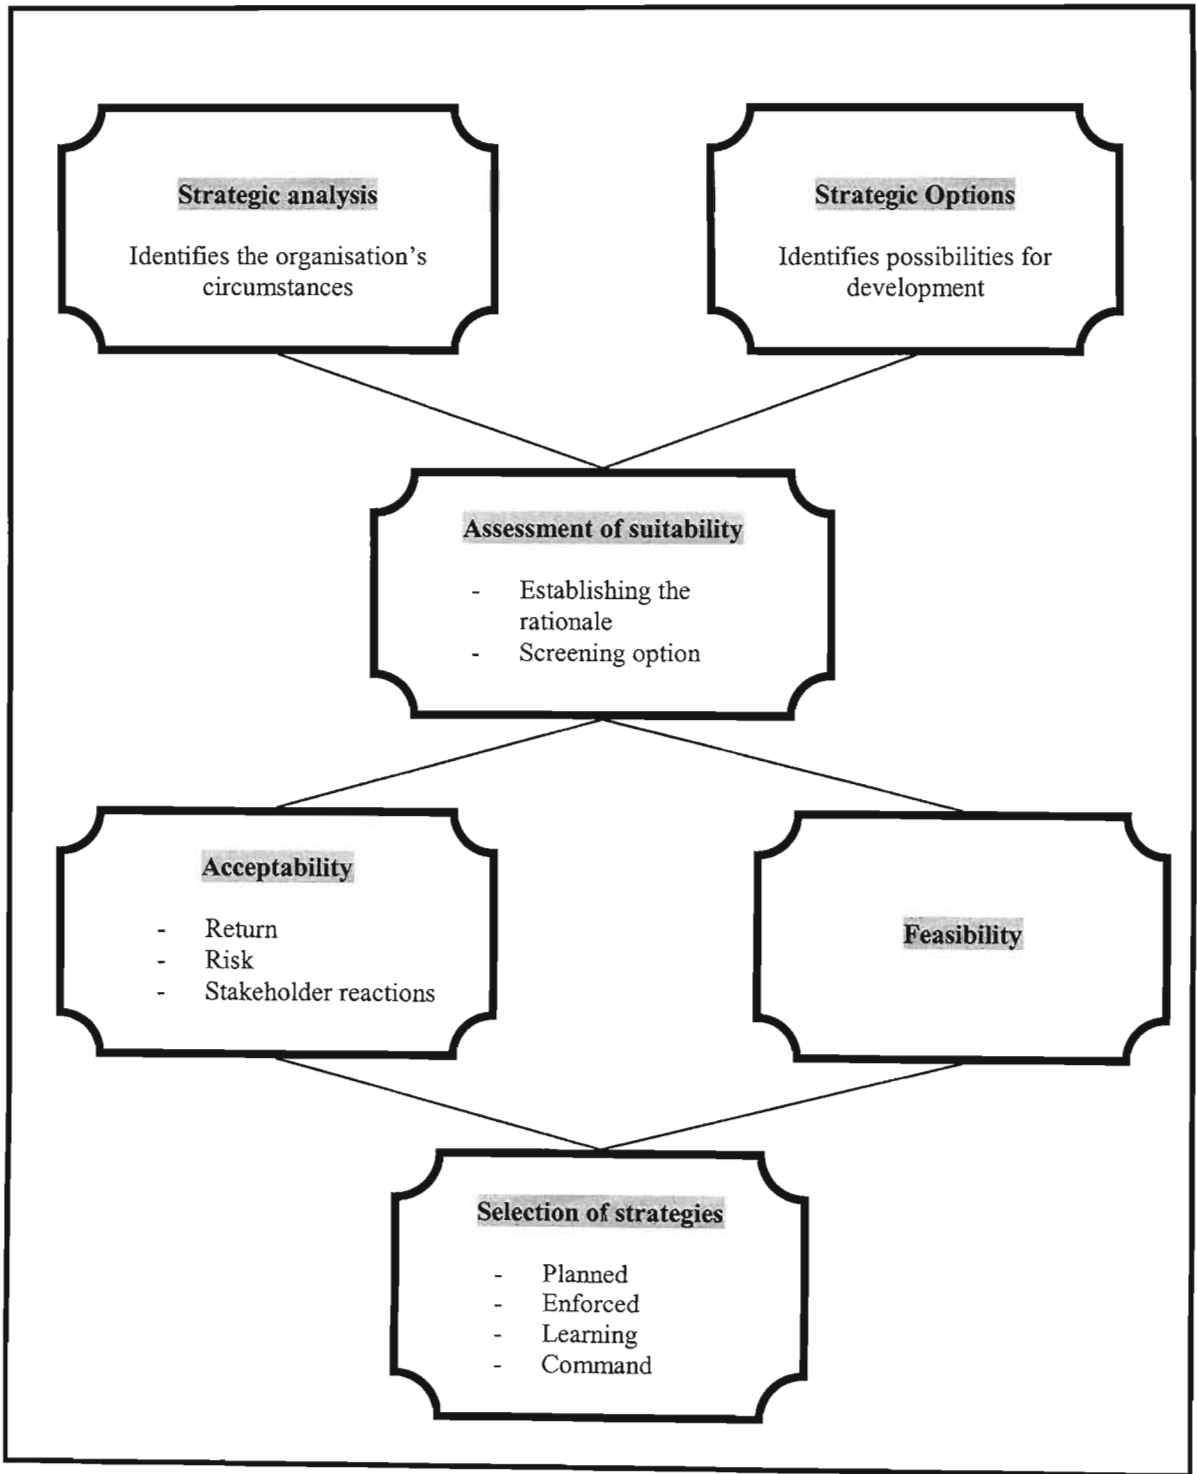 Strategic analysis
Identifies the organisation's
circumstances
Strategic Options
Identifies possibilities for
development
Assessment of suitability
- Establishing the
rationale
- Screening option
Acceptability
- Return
- Risk
- Stakeholder reactions
Feasibility
Selection of strategies
- Planned
- Enforced
- Learning
- Command